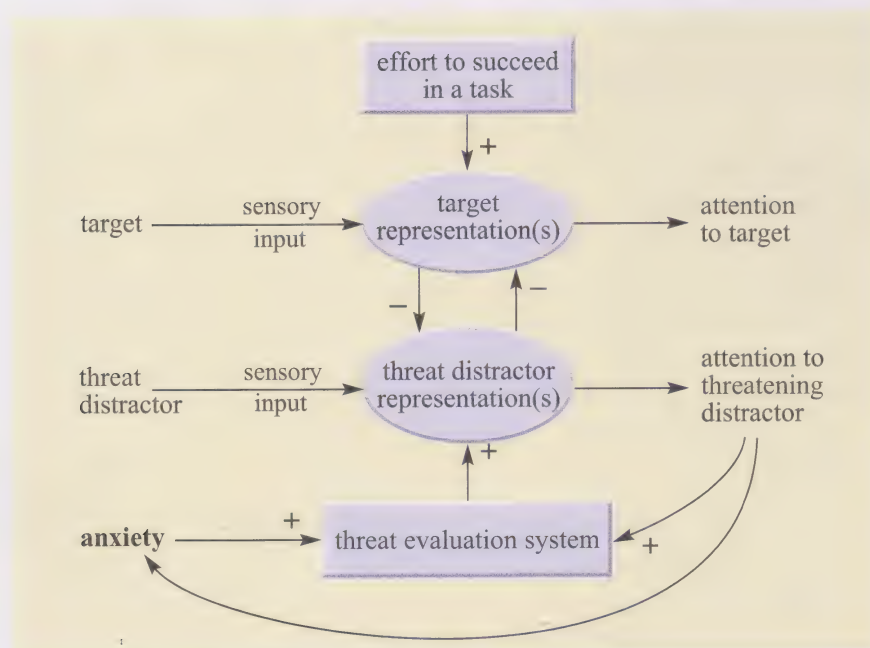 effort to succeed
in a task
+
target
sensory
input
target
representation(s)
attention
to target
−
−
threat
distractor
sensory
input
threat distractor
representation(s)
attention to
threatening
distractor
+
anxiety
+
threat evaluation system
+